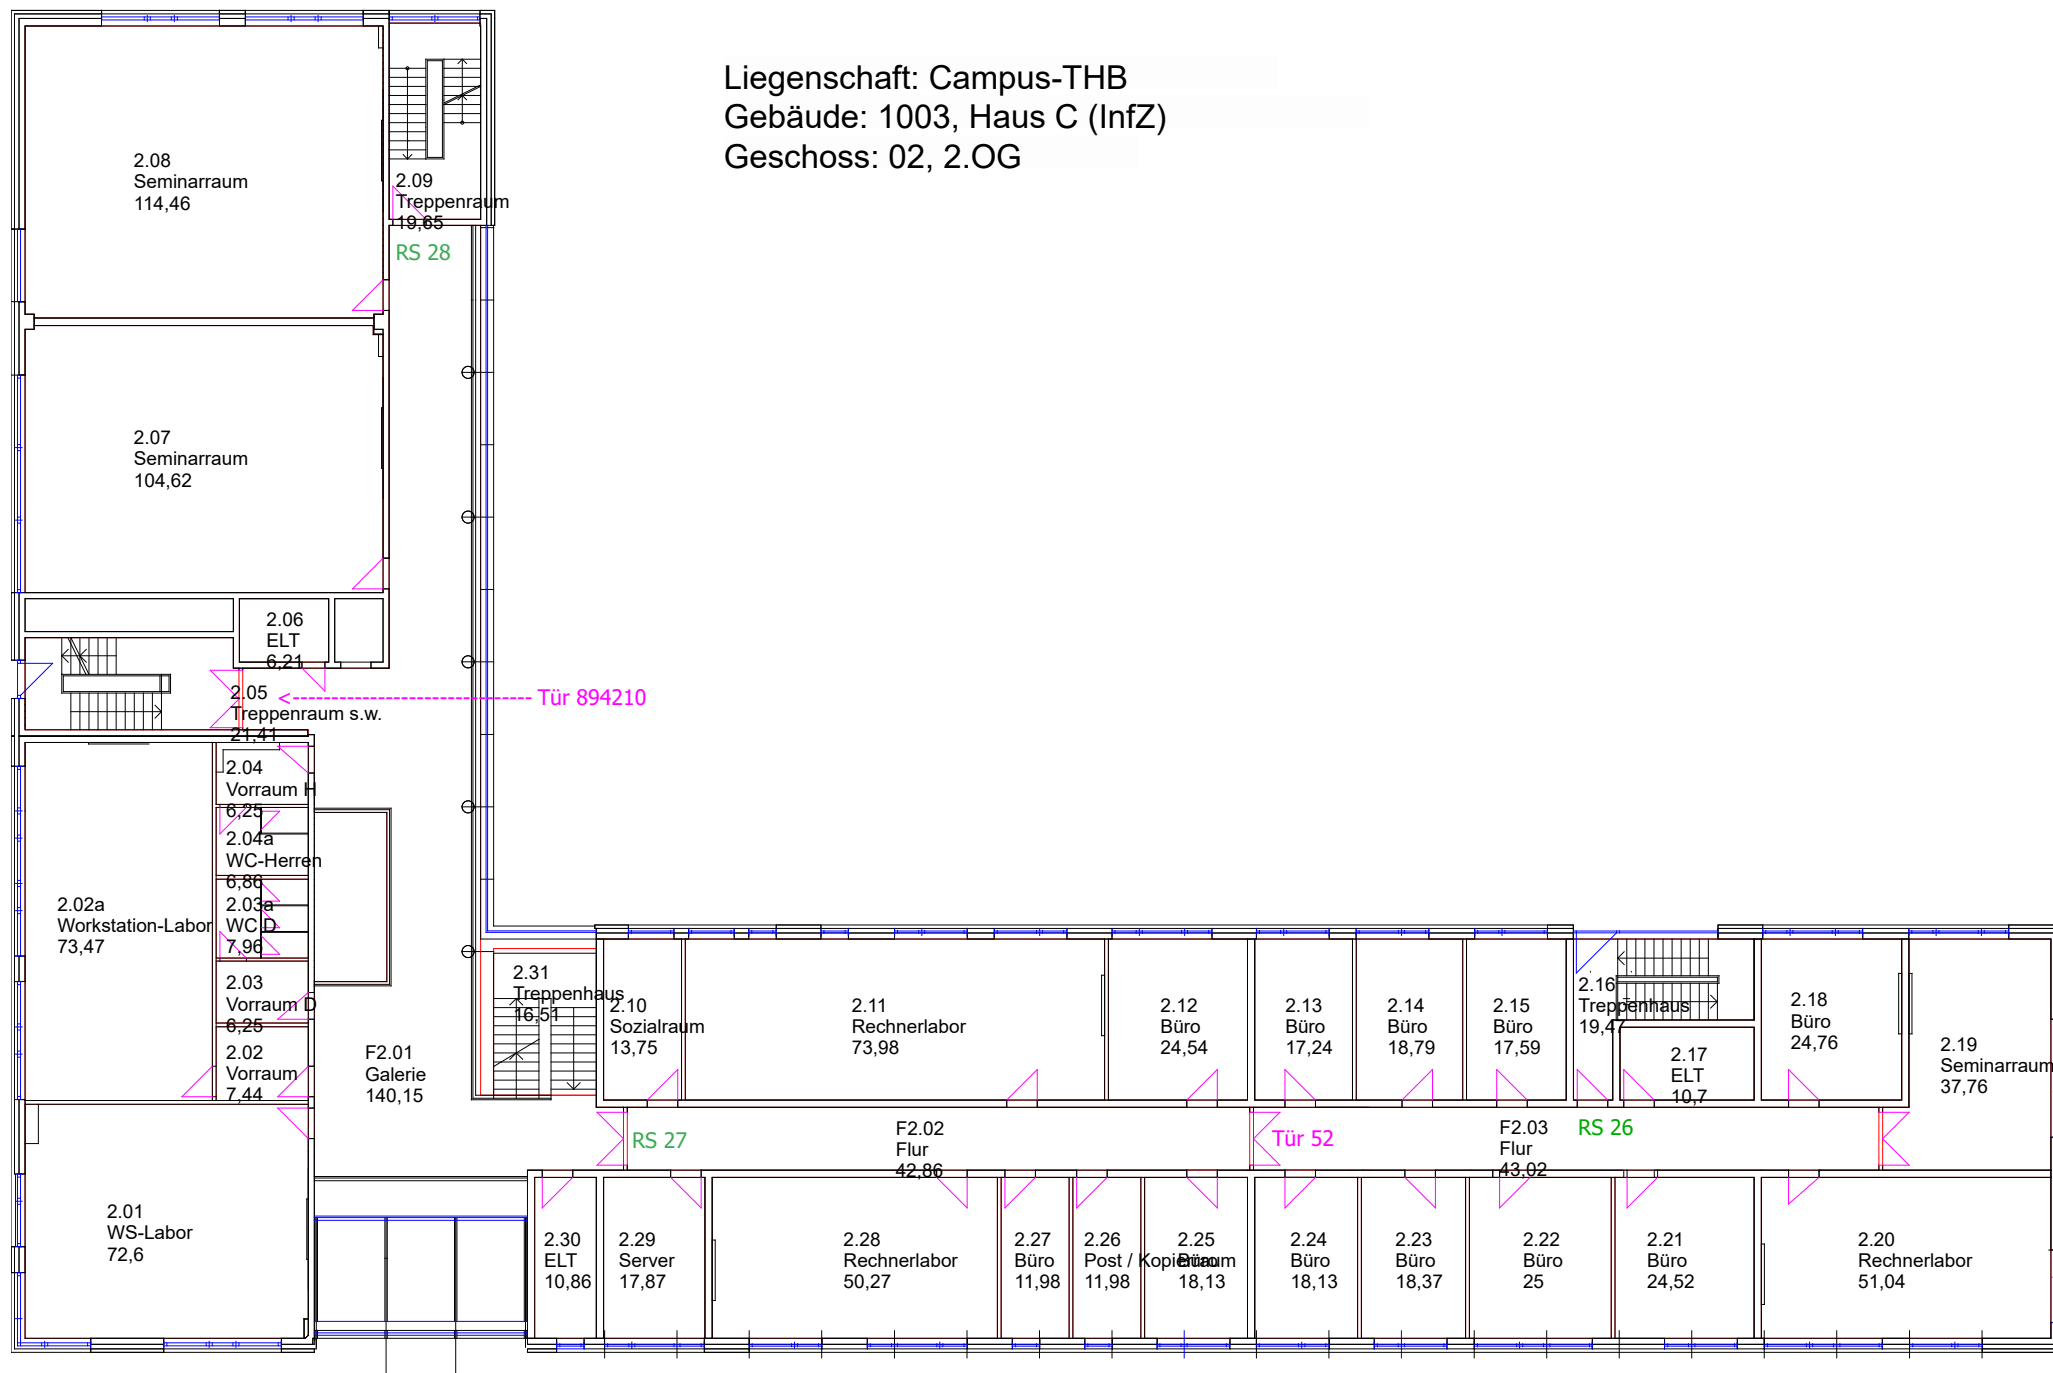 Liegenschaft: Campus-THB
Gebäude: 1003, Haus C (InfZ)
Geschoss: 02, 2.OG
2.08
Seminarraum
114,46
2.09
Treppenraum
19,65
RS 28
2.07
Seminarraum
104,62
2.06
ELT
6,21
2.05
Treppenraum s.w.
21,41
Tür 894210
2.04
Vorraum H
6,25
2.04a
WC-Herren
6,86
2.03a
WC D
7,96
2.02a
Workstation-Labor
73,47
2.03
Vorraum D
6,25
2.02
Vorraum
7,44
F2.01
Galerie
140,15
2.01
WS-Labor
72,6
2.31
Treppenhaus
16,51
2.10
Sozialraum
13,75
2.11
Rechnerlabor
73,98
2.12
Büro
24,54
2.13
Büro
17,24
2.14
Büro
18,79
2.15
Büro
17,59
2.16
Treppenhaus
19,47
2.17
ELT
10,7
2.18
Büro
24,76
2.19
Seminarraum
37,76
RS 27
F2.02
Flur
42,86
Tür 52
F2.03
Flur
43,02
RS 26
2.30
ELT
10,86
2.29
Server
17,87
2.28
Rechnerlabor
50,27
2.27
Büro
11,98
2.26
Post / Kopierraum
11,98
2.25
Büro
18,13
2.24
Büro
18,13
2.23
Büro
18,37
2.22
Büro
25
2.21
Büro
24,52
2.20
Rechnerlabor
51,04